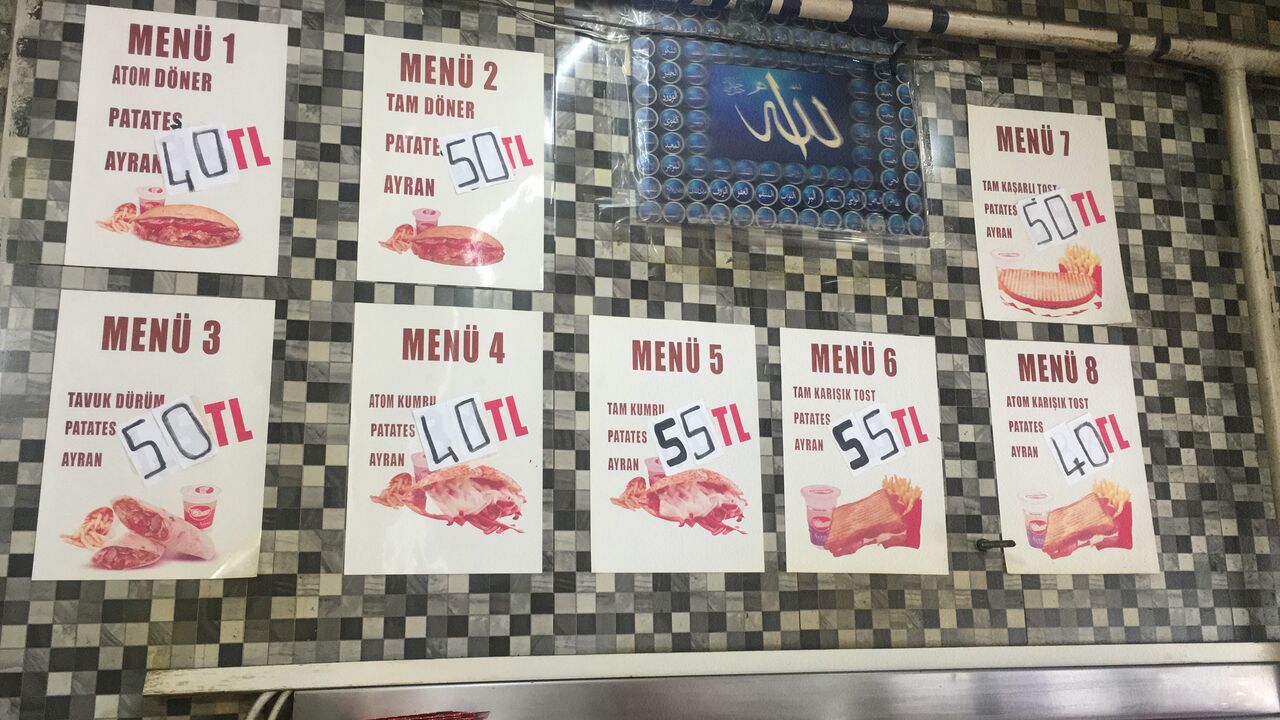 MENÜ 1
ATOM DÖNER
PATATES
AYRAN
40TL
MENÜ 2
TAM DÖNER
PATATE
AYRAN
50TL
الله
MENÜ 7
TAM KAŞARLI TOST
PATATES
AYRAN
50TL
MENÜ 3
TAVUK DÜRÜM
PATATES
AYRAN
50TL
MENÜ 4
ATOM KUMRU
PATATES
AYRAN
40TL
MENÜ 5
TAM KUMRU
PATATES
AYRAN
55TL
MENÜ 6
TAM KARIŞIK TOST
PATATES
AYRAN
55TL
MENÜ 8
ATOM KARIŞIK TOST
PATATES
AYRAN
40TL